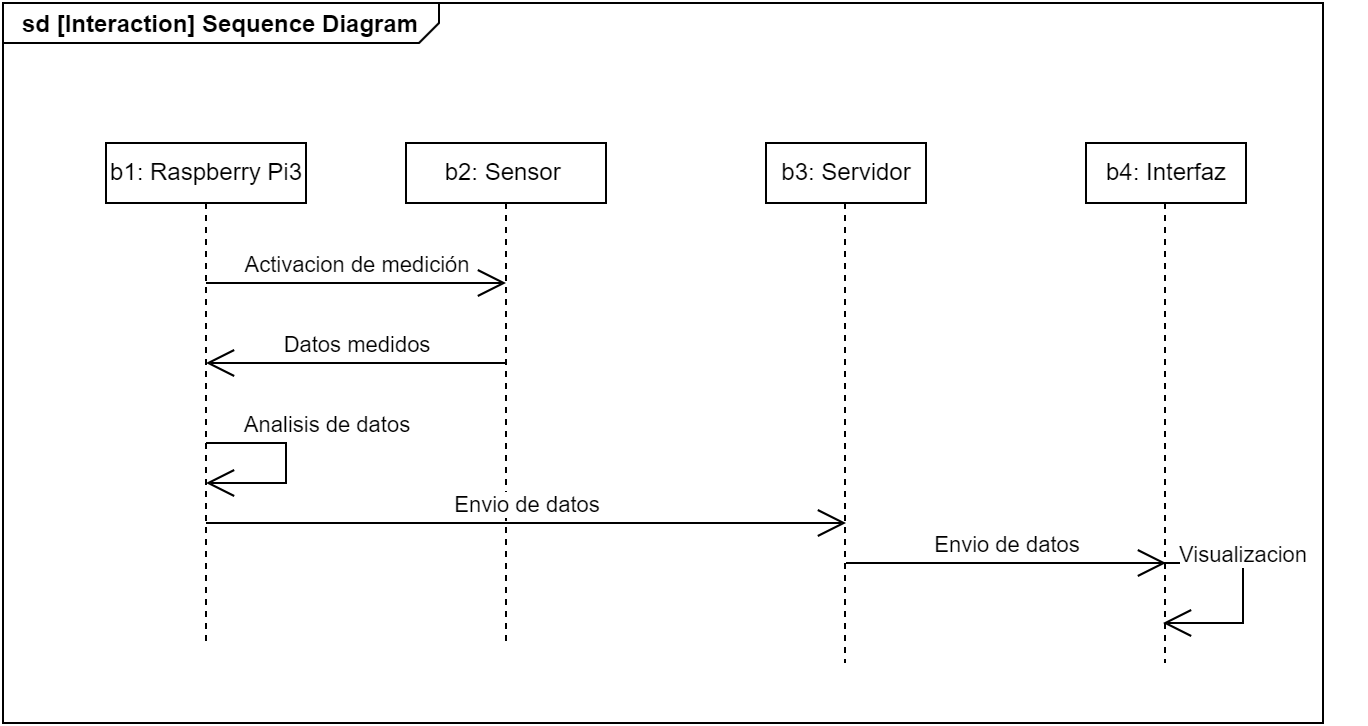 sd [Interaction] Sequence Diagram
b1: Raspberry Pi3
b2: Sensor
b3: Servidor
b4: Interfaz
Activacion de medición
Datos medidos
Analisis de datos
Envio de datos
Envio de datos
Visualizacion